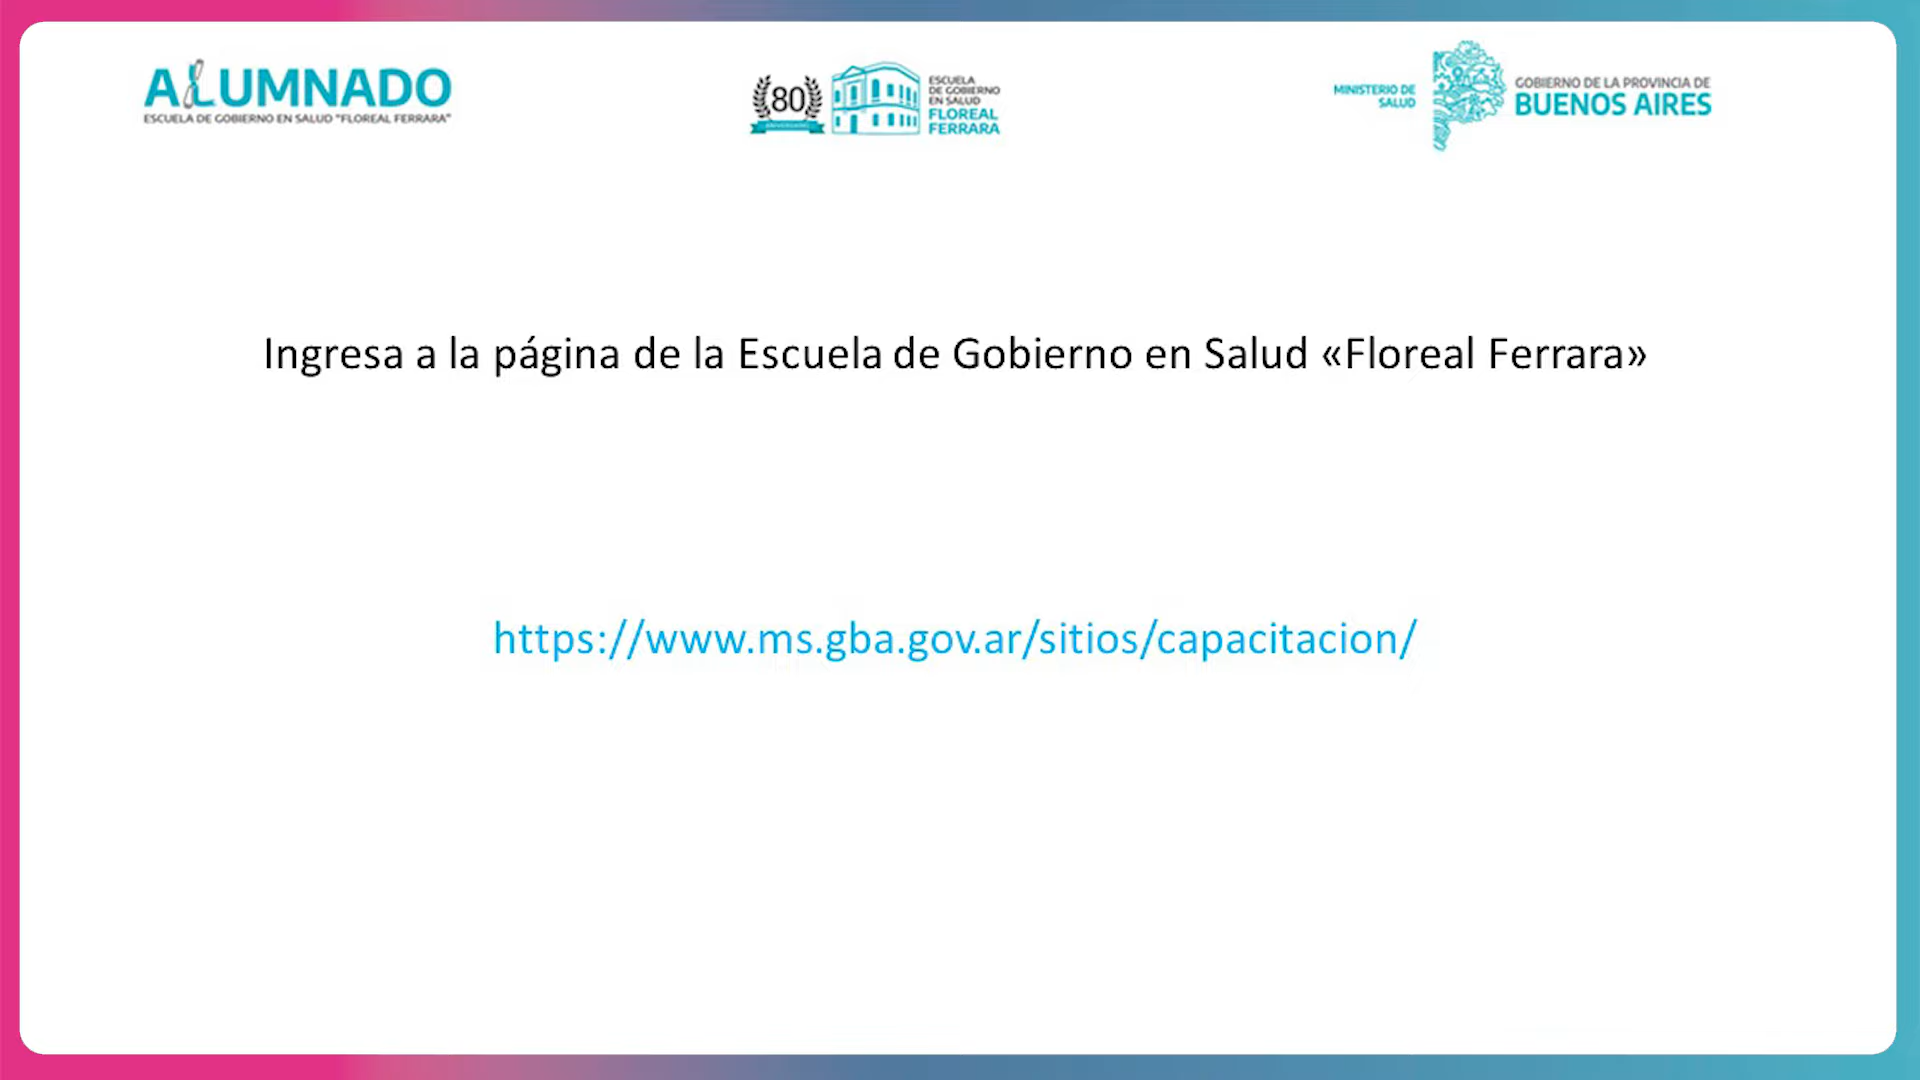 ALUMNADO
ESCUELA DE GOBIERNO EN SALUD "FLOREAL FERRARA"
80
ESCUELA
DE GOBIERNO
EN SALUD
FLOREAL
FERRARA
MINISTERIO DE
SALUD
GOBIERNO DE LA PROVINCIA DE
BUENOS AIRES
Ingresa a la página de la Escuela de Gobierno en Salud «Floreal Ferrara»
https://www.ms.gba.gov.ar/sitios/capacitacion/